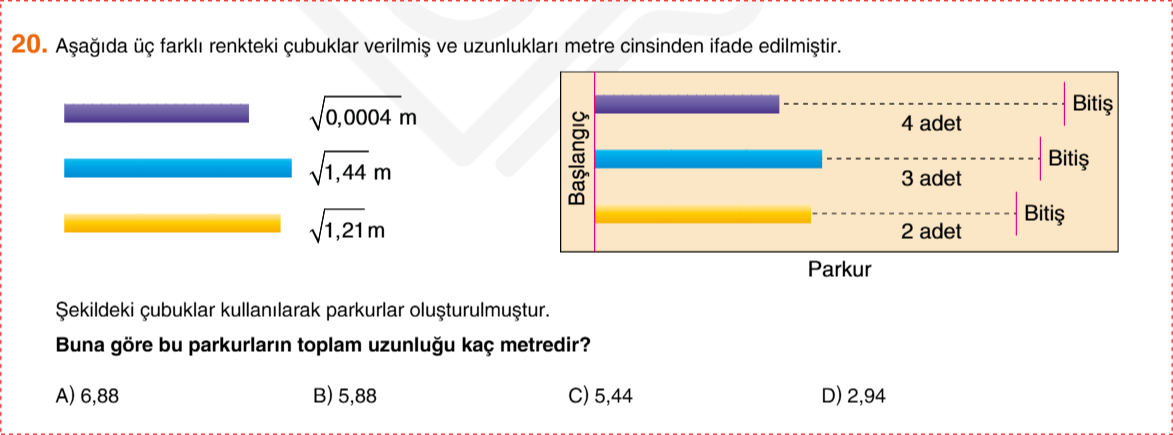 20. Aşağıda üç farklı renkteki çubuklar verilmiş ve uzunlukları metre cinsinden ifade edilmiştir.
√0,0004 m
√1,44 m
√1,21 m
Başlangıç
4 adet
Bitiş
3 adet
Bitiş
2 adet
Bitiş
Parkur
Şekildeki çubuklar kullanılarak parkurlar oluşturulmuştur.
Buna göre bu parkurların toplam uzunluğu kaç metredir?
A) 6,88 B) 5,88 C) 5,44 D) 2,94